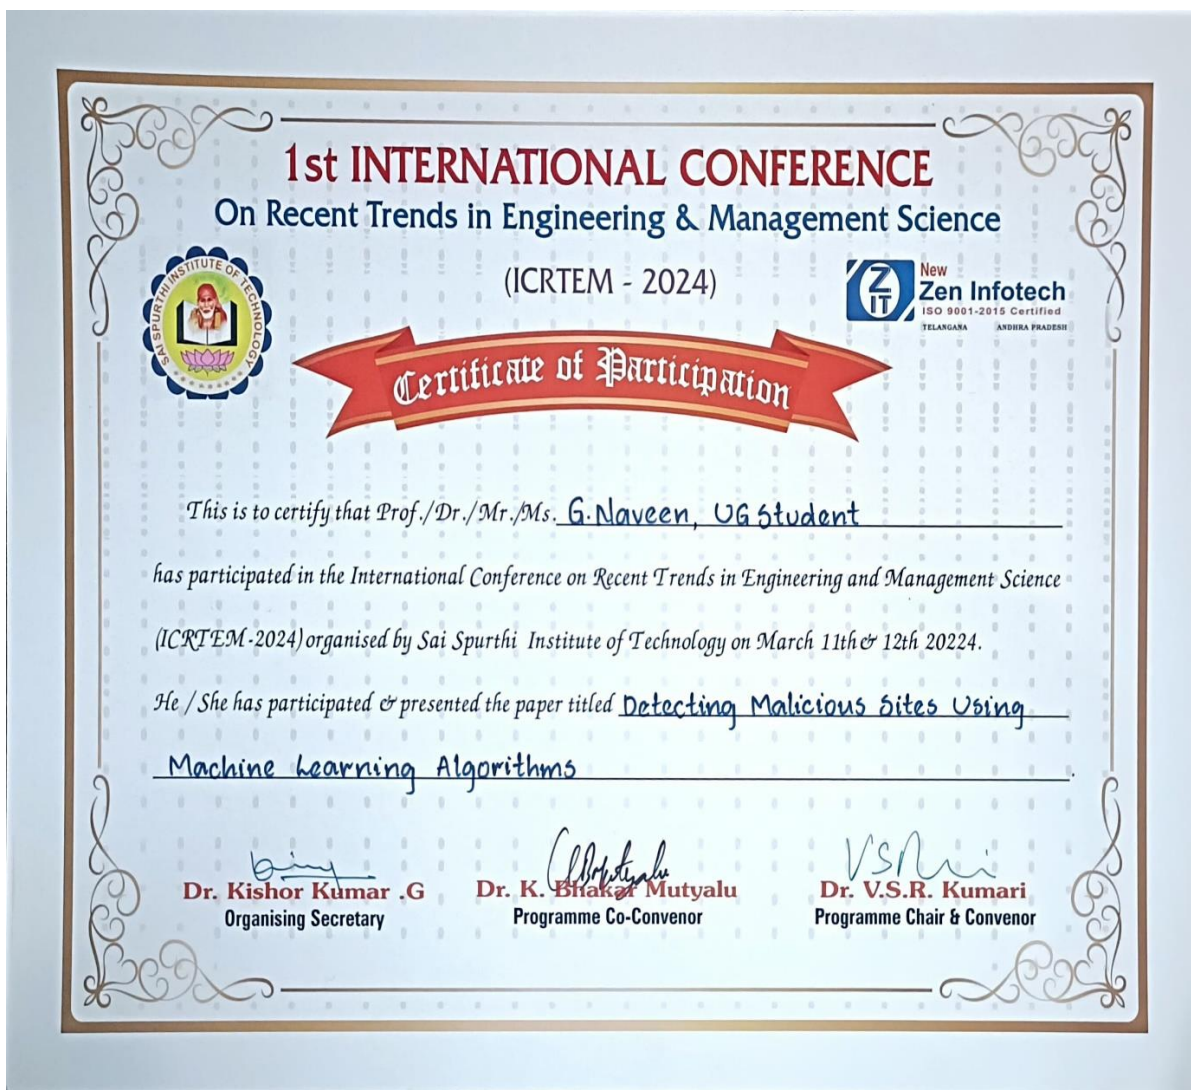 1st INTERNATIONAL CONFERENCE
On Recent Trends in Engineering & Management Science
(ICRTEM - 2024)
SAI SPURTHI INSTITUTE OF TECHNOLOGY
ZIT
New
Zen Infotech
ISO 9001-2015 Certified
TELANGANA ANDHRA PRADESH
Certificate of Participation
This is to certify that Prof./Dr./Mr./Ms. G.Naveen, UG Student
has participated in the International Conference on Recent Trends in Engineering and Management Science
(ICRTEM-2024) organised by Sai Spurthi Institute of Technology on March 11th & 12th 20224.
He / She has participated & presented the paper titled Detecting Malicious Sites Using
Machine Learning Algorithms.
Dr. Kishor Kumar .G Dr. K. Bhakar Mutyalu Dr. V.S.R. Kumari
Organising Secretary Programme Co-Convenor Programme Chair & Convenor